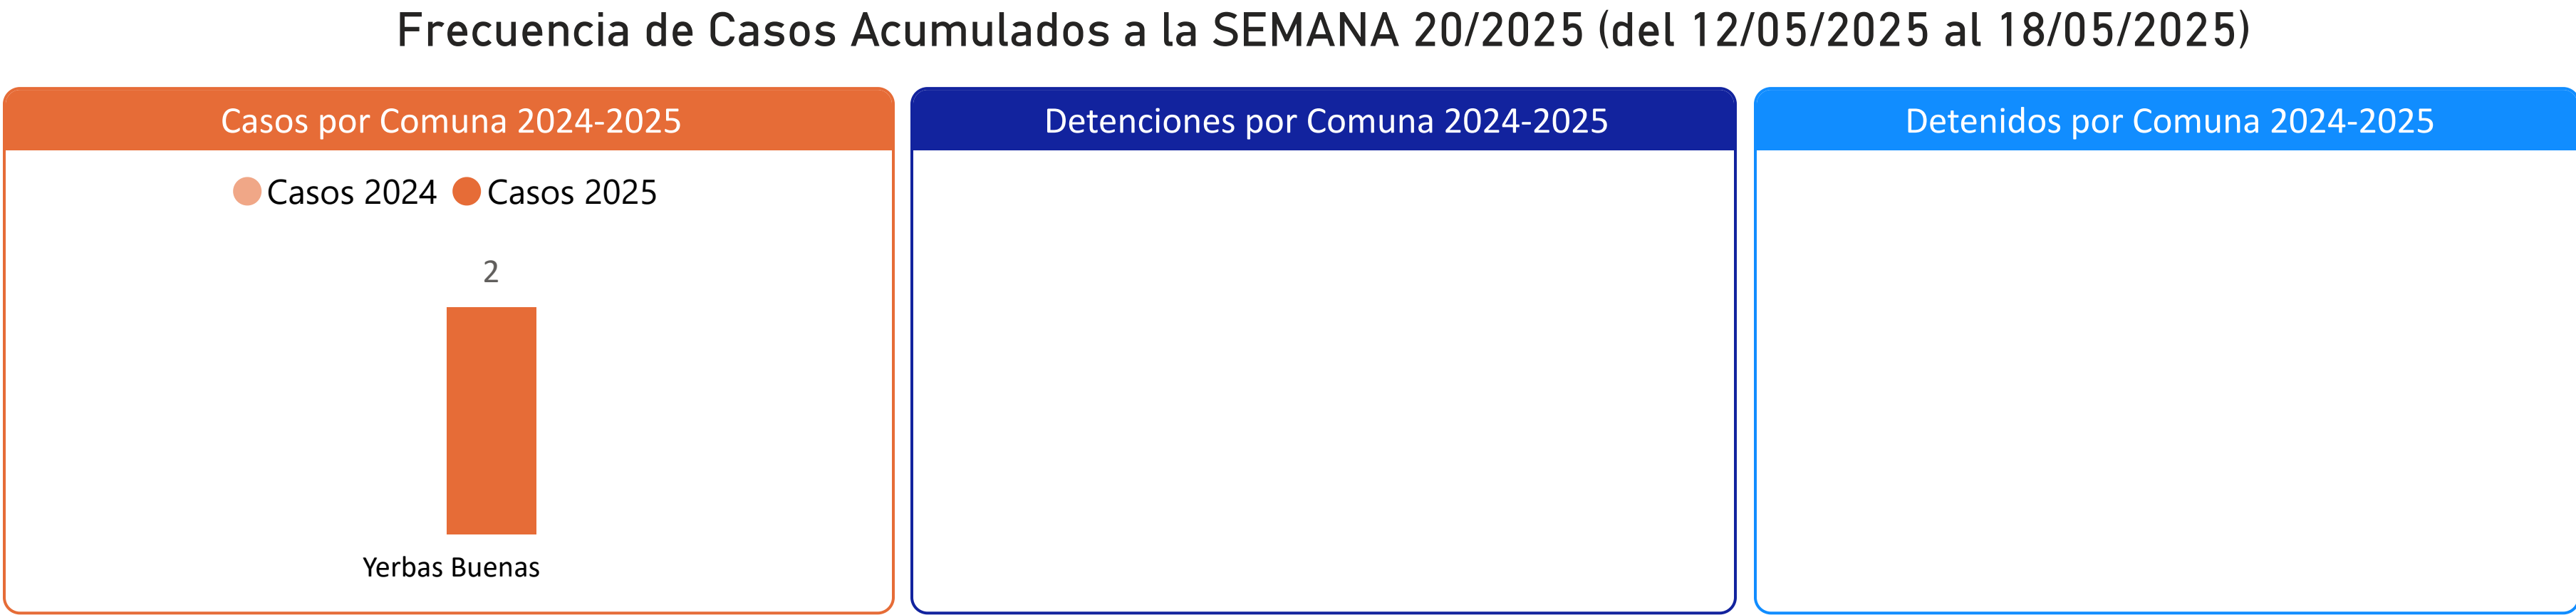 Frecuencia de Casos Acumulados a la SEMANA 20/2025 (del 12/05/2025 al 18/05/2025)
Casos por Comuna 2024-2025
Casos 2024 Casos 2025
2
Yerbas Buenas
Detenciones por Comuna 2024-2025
Detenidos por Comuna 2024-2025